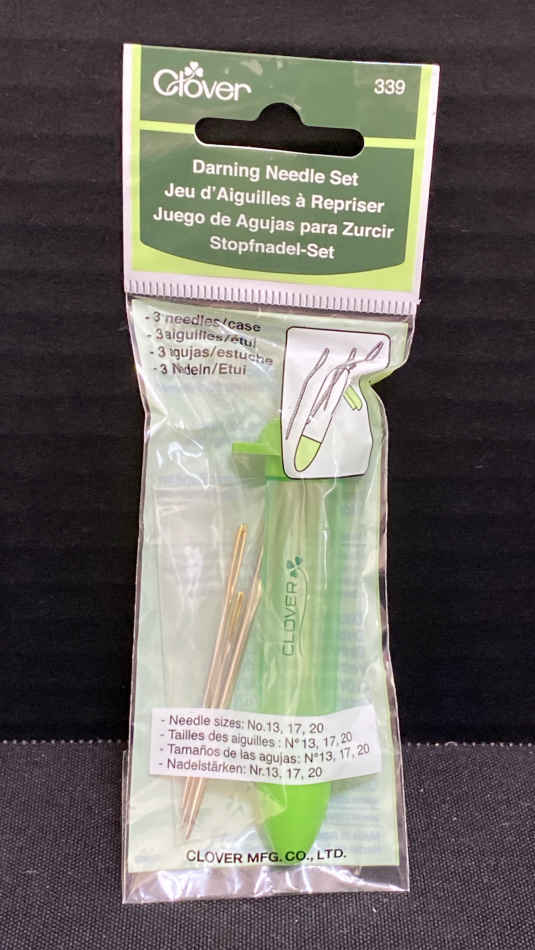 Clover
339
Darning Needle Set
Jeu d'Aiguilles à Repriser
Juego de Agujas para Zurcir
Stopfnadel-Set
- 3 needles/case
- 3 aiguilles/étui
- 3 agujas/estuche
- 3 Nadeln/Etui
CLOVER
- Needle sizes: No.13, 17, 20
- Tailles des aiguilles : N°13, 17, 20
- Tamaños de las agujas: N°13, 17, 20
- Nadelstärken: Nr.13, 17, 20
CLOVER MFG. CO., LTD.